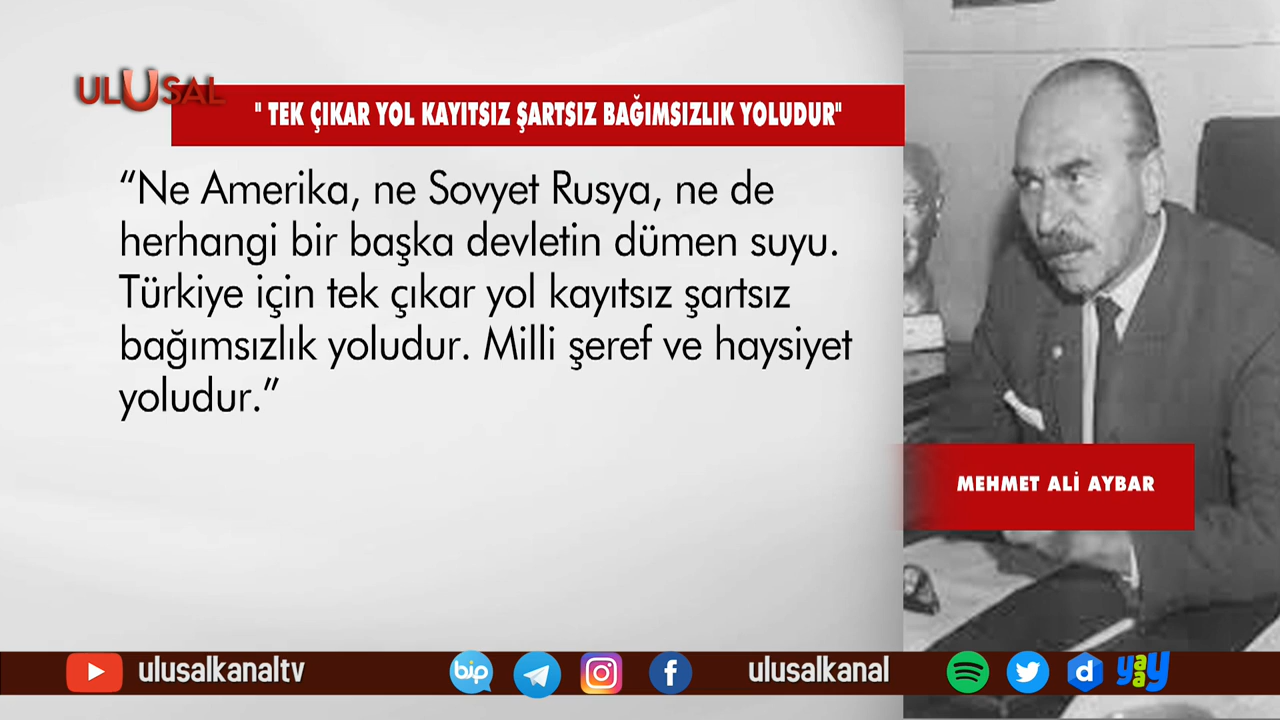 ULUSAL
" TEK ÇIKAR YOL KAYITSIZ ŞARTSIZ BAĞIMSIZLIK YOLUDUR"
“Ne Amerika, ne Sovyet Rusya, ne de
herhangi bir başka devletin dümen suyu.
Türkiye için tek çıkar yol kayıtsız şartsız
bağımsızlık yoludur. Milli şeref ve haysiyet
yoludur.”
MEHMET ALİ AYBAR
ulusalkanaltv
bip
ulusalkanal
d
yaay